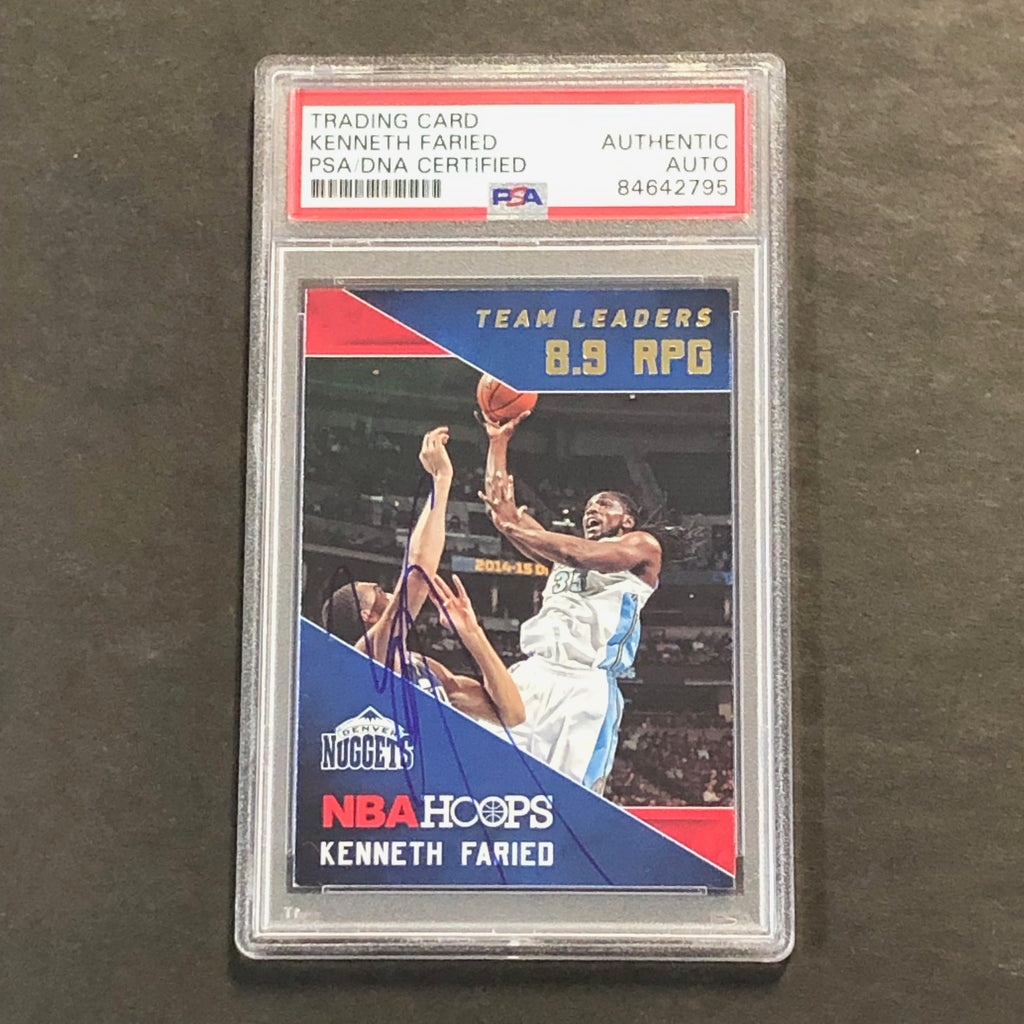 TRADING CARD
KENNETH FARIED
PSA/DNA CERTIFIED
AUTHENTIC
AUTO
84642795
PSA
TEAM LEADERS
8.9 RPG
2014-15
35
DENVER
NUGGETS
NBA HOOPS
KENNETH FARIED